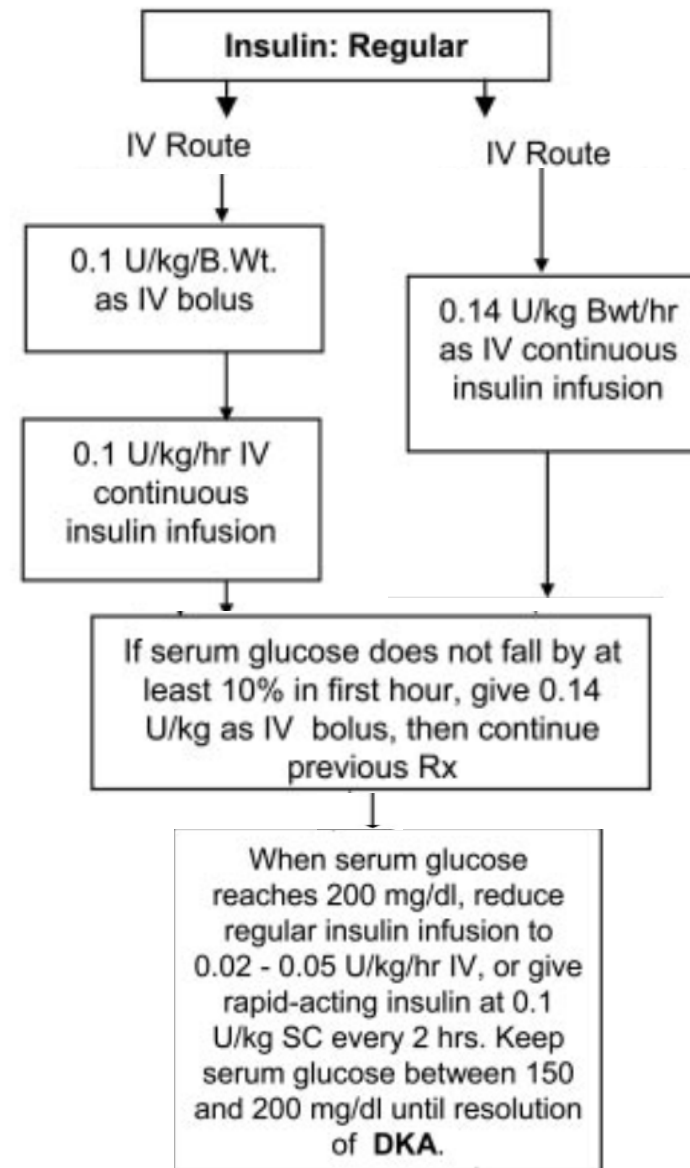 Insulin: Regular
IV Route
IV Route
0.1 U/kg/B.Wt.
as IV bolus
0.14 U/kg Bwt/hr
as IV continuous
insulin infusion
0.1 U/kg/hr IV
continuous
insulin infusion
If serum glucose does not fall by at
least 10% in first hour, give 0.14
U/kg as IV bolus, then continue
previous Rx
When serum glucose
reaches 200 mg/dl, reduce
regular insulin infusion to
0.02 - 0.05 U/kg/hr IV, or give
rapid-acting insulin at 0.1
U/kg SC every 2 hrs. Keep
serum glucose between 150
and 200 mg/dl until resolution
of DKA.